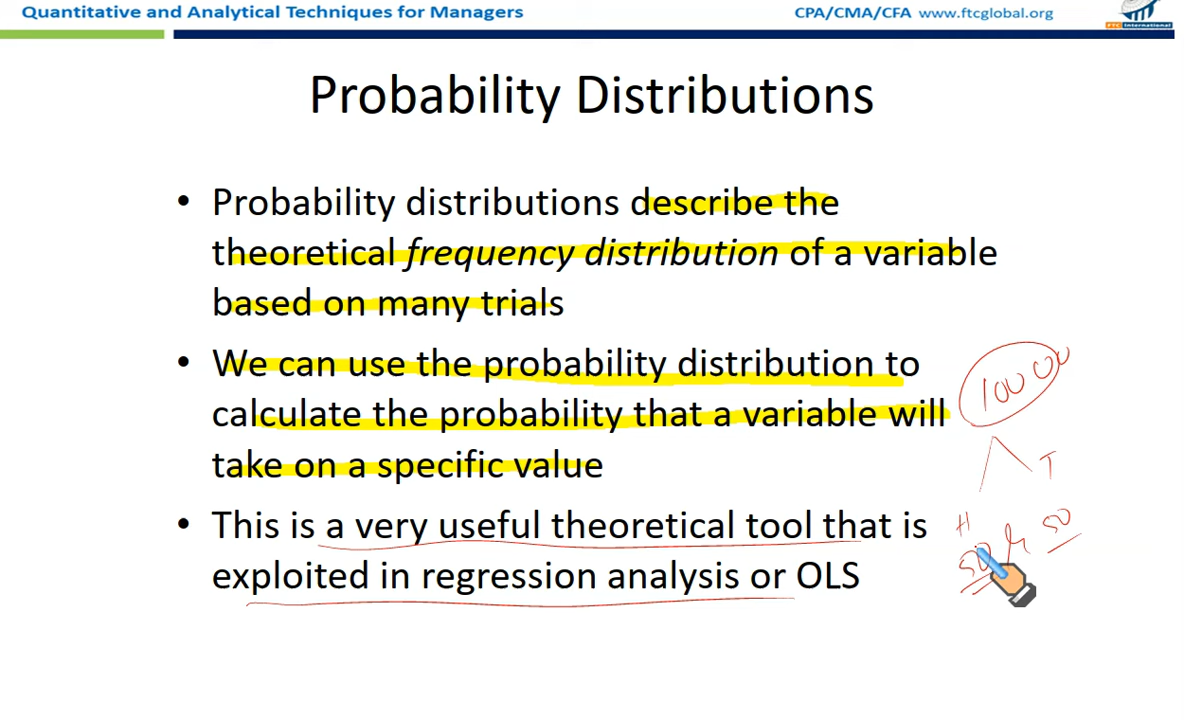 Quantitative and Analytical Techniques for Managers
CPA/CMA/CFA www.ftcglobal.org
FTC International
Probability Distributions
• Probability distributions describe the
theoretical frequency distribution of a variable
based on many trials
• We can use the probability distribution to
calculate the probability that a variable will
take on a specific value
• This is a very useful theoretical tool that is
exploited in regression analysis or OLS
10000
T
H
50 & 50